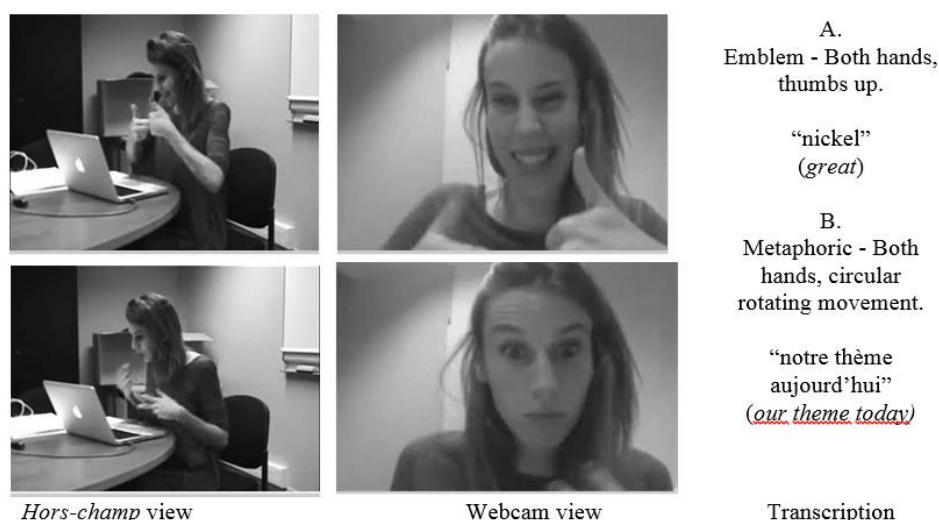 A.
Emblem - Both hands,
thumbs up.
“nickel”
(great)
B.
Metaphoric - Both
hands, circular
rotating movement.
“notre thème
aujourd’hui”
(our theme today)
Hors-champ view
Webcam view
Transcription